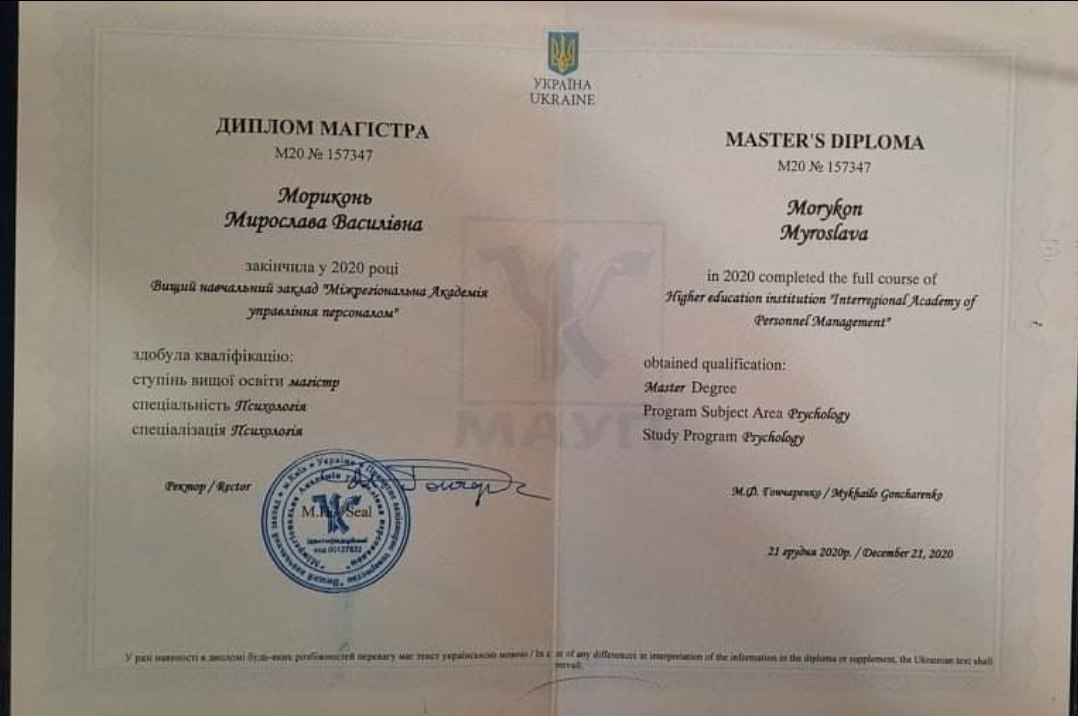 УКРАЇНА
UKRAINE
ДИПЛОМ МАГІСТРА
М20 № 157347
Мориконь
Мирослава Василівна
закінчила у 2020 році
Вищий навчальний заклад "Міжрегіональна Академія
управління персоналом"
здобула кваліфікацію:
ступінь вищої освіти магістр
спеціальність Психологія
спеціалізація Психологія
Ректор / Rector
М.П. / Seal
ідентифікаційний
код 00127522
МАУП
MASTER'S DIPLOMA
M20 № 157347
Morykon
Myroslava
in 2020 completed the full course of
Higher education institution "Interregional Academy of
Personnel Management"
obtained qualification:
Master Degree
Program Subject Area Psychology
Study Program Psychology
М.Ф. Гончаренко / Mykhailo Goncharenko
21 грудня 2020р. / December 21, 2020
У разі наявності в дипломі будь-яких розбіжностей перевагу має текст українською мовою / In case of any differences in interpretation of the information in the diploma or supplement, the Ukrainian text shall
prevail.